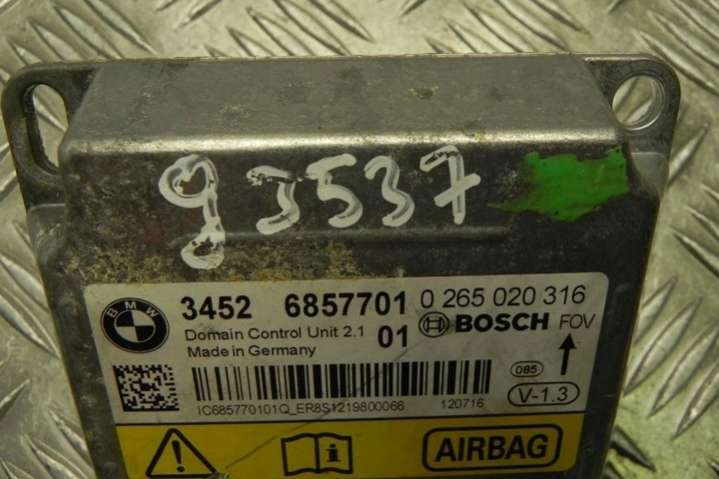 9J537
BMW
3452 6857701 0 265 020 316
Domain Control Unit 2.1 01 BOSCH FOV
Made in Germany
085
V-1.3
IC685770101Q_ER8S1219800066 120716
AIRBAG